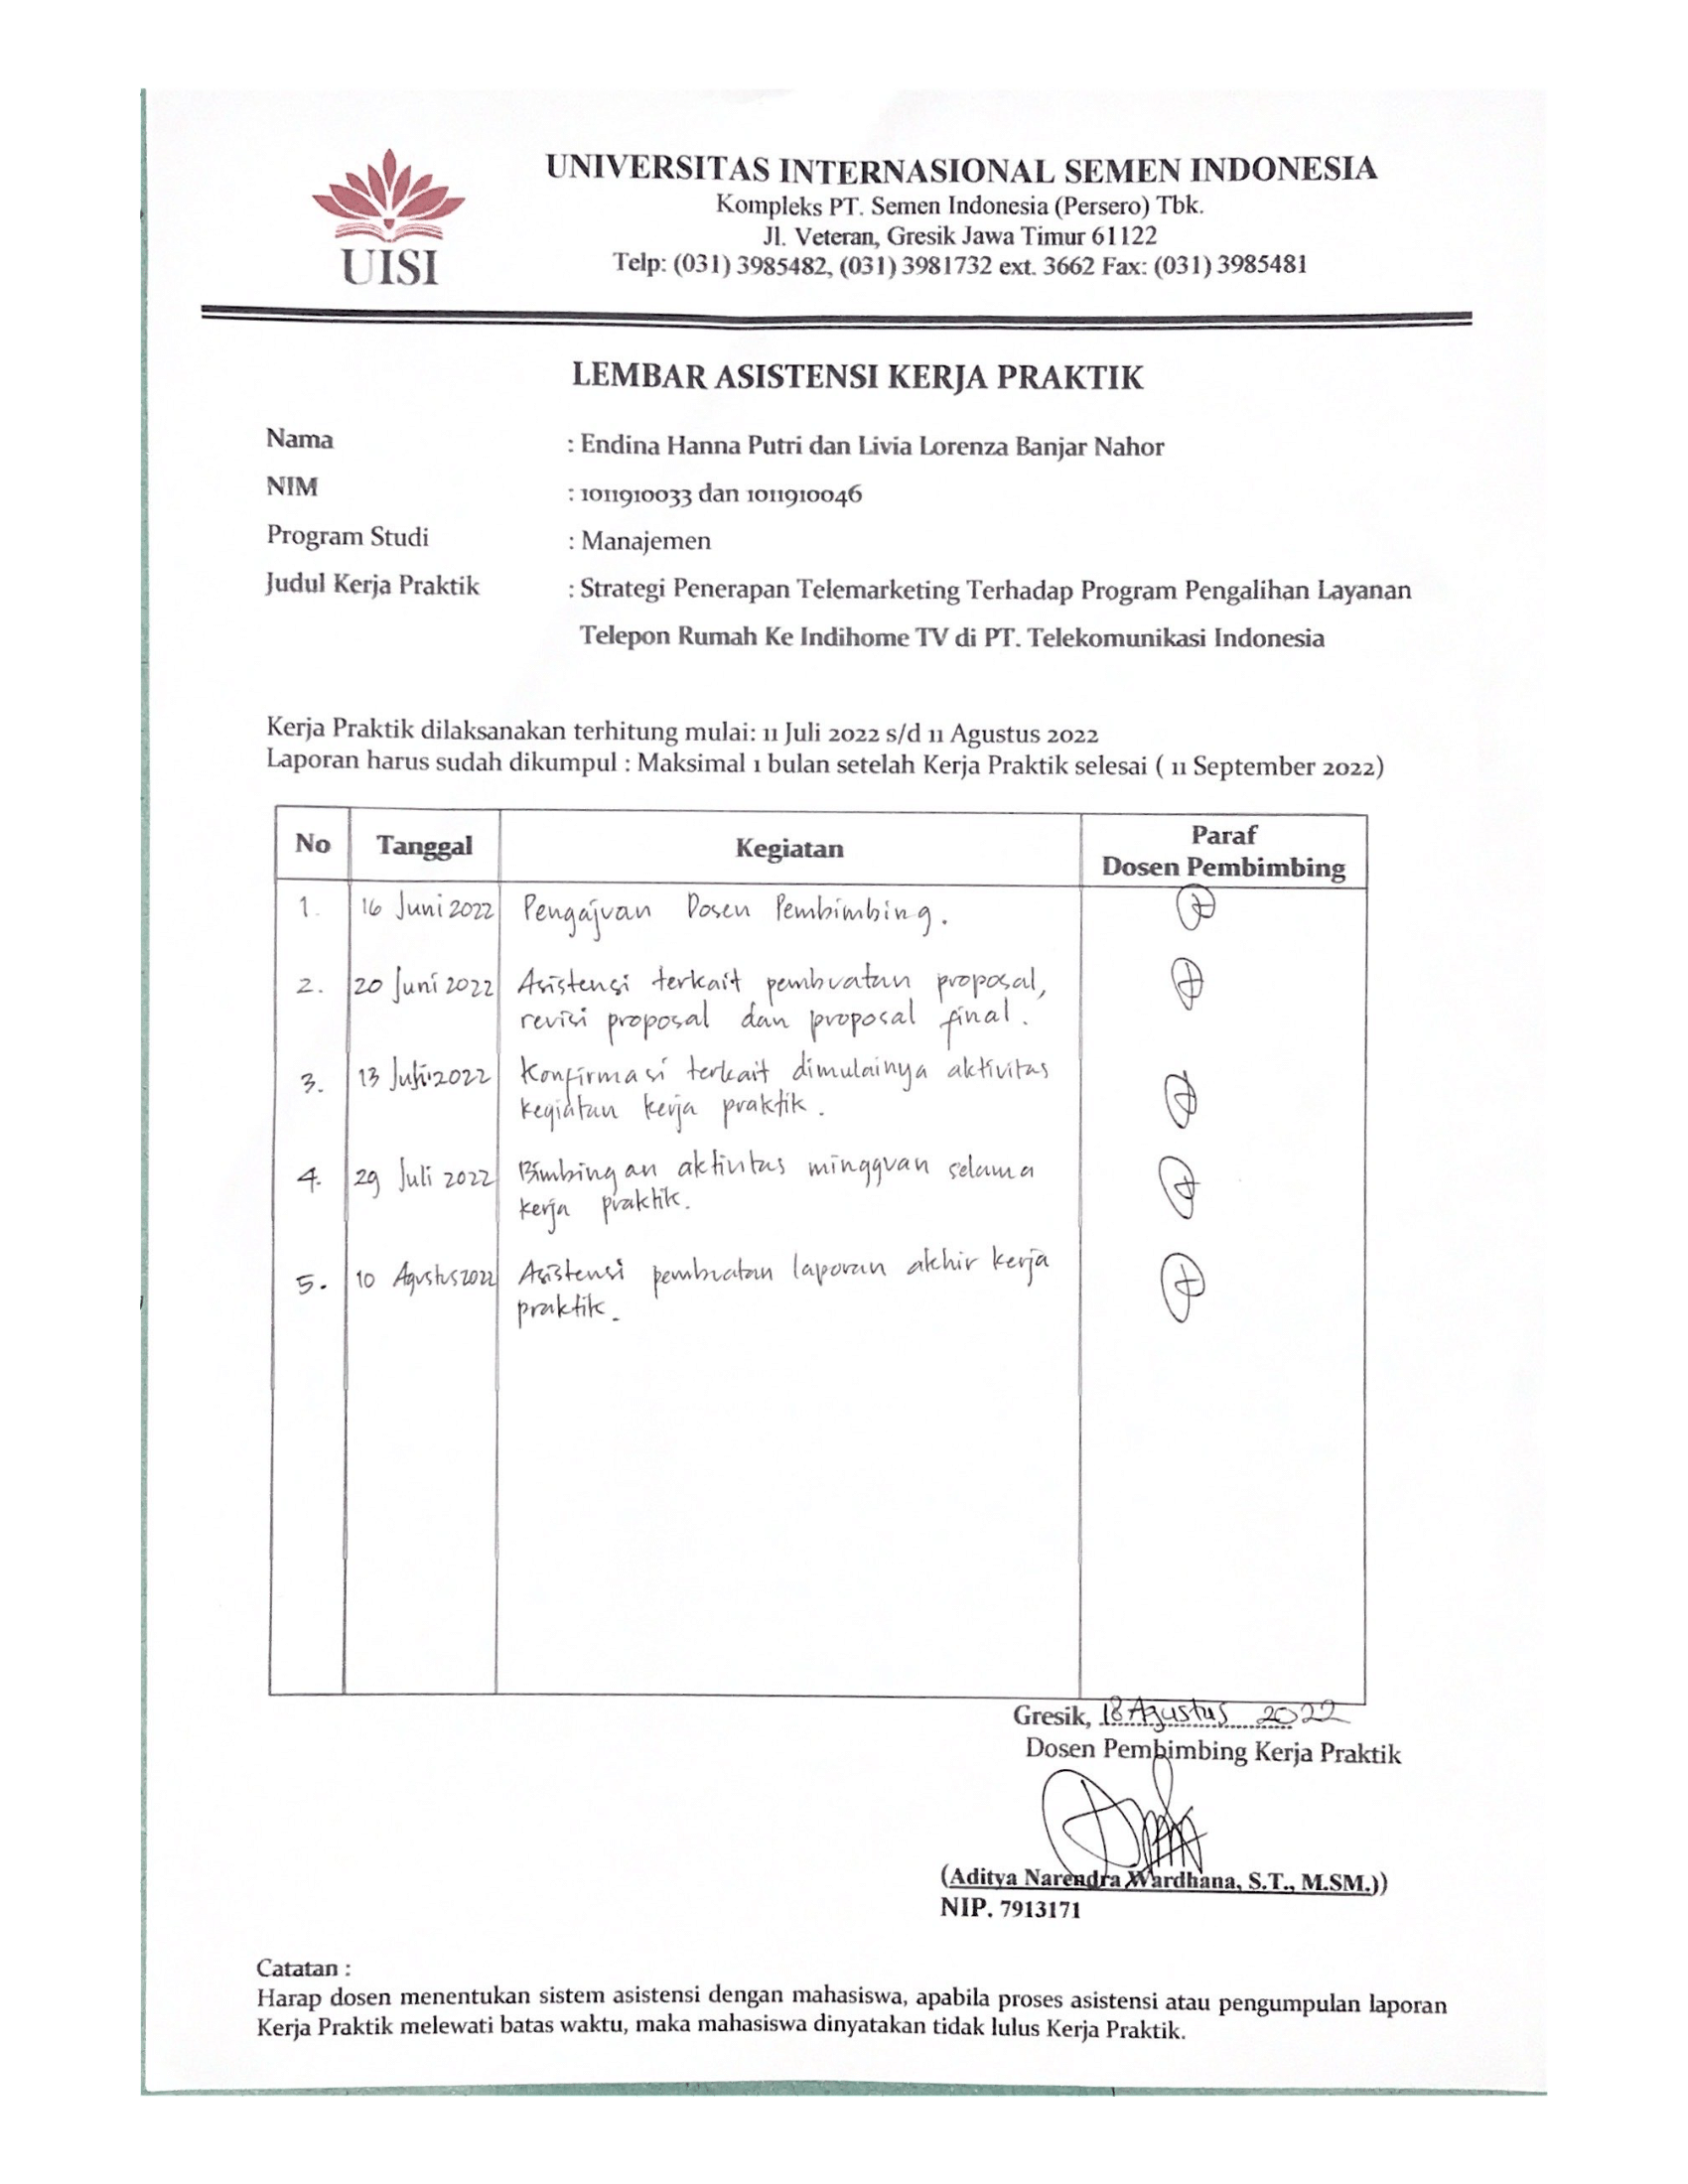 UISI
UNIVERSITAS INTERNASIONAL SEMEN INDONESIA
Kompleks PT. Semen Indonesia (Persero) Tbk.
Jl. Veteran, Gresik Jawa Timur 61122
Telp: (031) 3985482, (031) 3981732 ext. 3662 Fax: (031) 3985481
LEMBAR ASISTENSI KERJA PRAKTIK
Nama : Endina Hanna Putri dan Livia Lorenza Banjar Nahor
NIM : 1011910033 dan 1011910046
Program Studi : Manajemen
Judul Kerja Praktik : Strategi Penerapan Telemarketing Terhadap Program Pengalihan Layanan
Telepon Rumah Ke Indihome TV di PT. Telekomunikasi Indonesia
Kerja Praktik dilaksanakan terhitung mulai: 11 Juli 2022 s/d 11 Agustus 2022
Laporan harus sudah dikumpul : Maksimal 1 bulan setelah Kerja Praktik selesai ( 11 September 2022)
No Tanggal Kegiatan Paraf
Dosen Pembimbing
1. 16 Juni 2022 Pengajuan Dosen Pembimbing.
2. 20 Juni 2022 Asistensi terkait pembuatan proposal,
revisi proposal dan proposal final.
3. 13 Juli 2022 Konfirmasi terkait dimulainya aktivitas
kegiatan kerja praktik.
4. 29 Juli 2022 Bimbingan aktivitas mingguan selama
kerja praktik.
5. 10 Agustus 2022 Asistensi pembuatan laporan akhir kerja
praktik.
Gresik, 18 Agustus 2022
Dosen Pembimbing Kerja Praktik
(Aditya Narendra Wardhana, S.T., M.SM.))
NIP. 7913171
Catatan :
Harap dosen menentukan sistem asistensi dengan mahasiswa, apabila proses asistensi atau pengumpulan laporan
Kerja Praktik melewati batas waktu, maka mahasiswa dinyatakan tidak lulus Kerja Praktik.